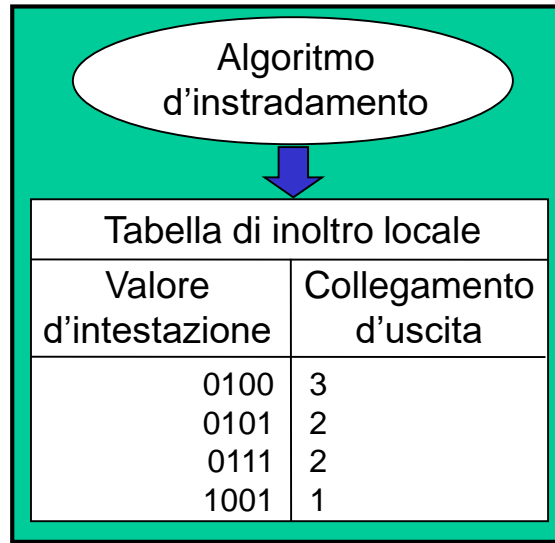 Algoritmo
d'instradamento
Tabella di inoltro locale
Valore
d'intestazione
Collegamento
d'uscita
0100 3
0101 2
0111 2
1001 1